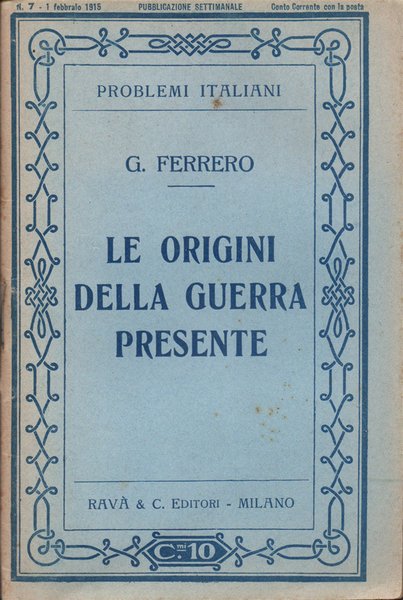 N. 7 - 1 febbraio 1915 PUBBLICAZIONE SETTIMANALE Conto Corrente con la posta
PROBLEMI ITALIANI
G. FERRERO
LE ORIGINI
DELLA GUERRA
PRESENTE
RAVÀ & C. EDITORI - MILANO
C.mi 10